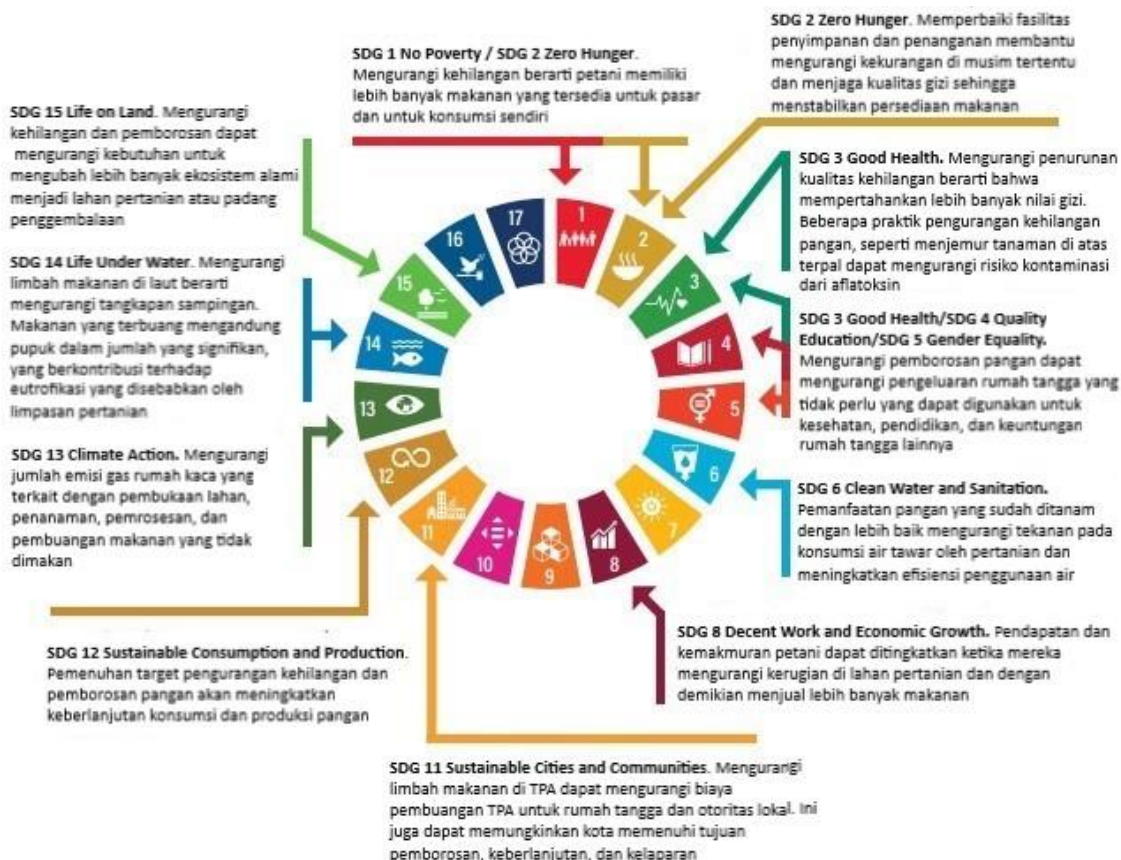 SDG 1 No Poverty / SDG 2 Zero Hunger.
Mengurangi kehilangan berarti petani memiliki
lebih banyak makanan yang tersedia untuk pasar
dan untuk konsumsi sendiri
SDG 2 Zero Hunger. Memperbaiki fasilitas
penyimpanan dan penanganan membantu
mengurangi kekurangan di musim tertentu
dan menjaga kualitas gizi sehingga
menstabilkan persediaan makanan
SDG 3 Good Health. Mengurangi penurunan
kualitas kehilangan berarti bahwa
mempertahankan lebih banyak nilai gizi.
Beberapa praktik pengurangan kehilangan
pangan, seperti menjemur tanaman di atas
terpal dapat mengurangi risiko kontaminasi
dari aflatoksin
SDG 3 Good Health/SDG 4 Quality
Education/SDG 5 Gender Equality.
Mengurangi pemborosan pangan dapat
mengurangi pengeluaran rumah tangga yang
tidak perlu yang dapat digunakan untuk
kesehatan, pendidikan, dan keuntungan
rumah tangga lainnya
SDG 6 Clean Water and Sanitation.
Pemanfaatan pangan yang sudah ditanam
dengan lebih baik mengurangi tekanan pada
konsumsi air tawar oleh pertanian dan
meningkatkan efisiensi penggunaan air
SDG 8 Decent Work and Economic Growth. Pendapatan dan
kemakmuran petani dapat ditingkatkan ketika mereka
mengurangi kerugian di lahan pertanian dan dengan
demikian menjual lebih banyak makanan
SDG 11 Sustainable Cities and Communities. Mengurangi
limbah makanan di TPA dapat mengurangi biaya
pembuangan TPA untuk rumah tangga dan otoritas lokal. Ini
juga dapat memungkinkan kota memenuhi tujuan
pemborosan, keberlanjutan, dan kelaparan
SDG 12 Sustainable Consumption and Production.
Pemenuhan target pengurangan kehilangan dan
pemborosan pangan akan meningkatkan
keberlanjutan konsumsi dan produksi pangan
SDG 13 Climate Action. Mengurangi
jumlah emisi gas rumah kaca yang
terkait dengan pembukaan lahan,
penanaman, pemrosesan, dan
pembuangan makanan yang tidak
dimakan
SDG 14 Life Under Water. Mengurangi
limbah makanan di laut berarti
mengurangi tangkapan sampingan.
Makanan yang terbuang mengandung
pupuk dalam jumlah yang signifikan,
yang berkontribusi terhadap
eutrofikasi yang disebabkan oleh
limpasan pertanian
SDG 15 Life on Land. Mengurangi
kehilangan dan pemborosan dapat
mengurangi kebutuhan untuk
mengubah lebih banyak ekosistem alami
menjadi lahan pertanian atau padang
penggembalaan
1
2
3
4
5
6
7
8
9
10
11
12
13
14
15
16
17